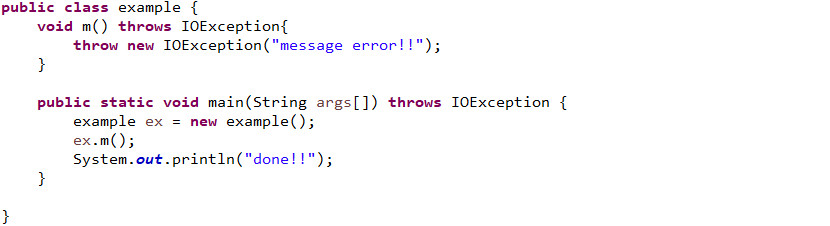 public class example {
    void m() throws IOException{
        throw new IOException("message error!!");
    }

    public static void main(String args[]) throws IOException {
        example ex = new example();
        ex.m();
        System.out.println("done!!");
    }

}